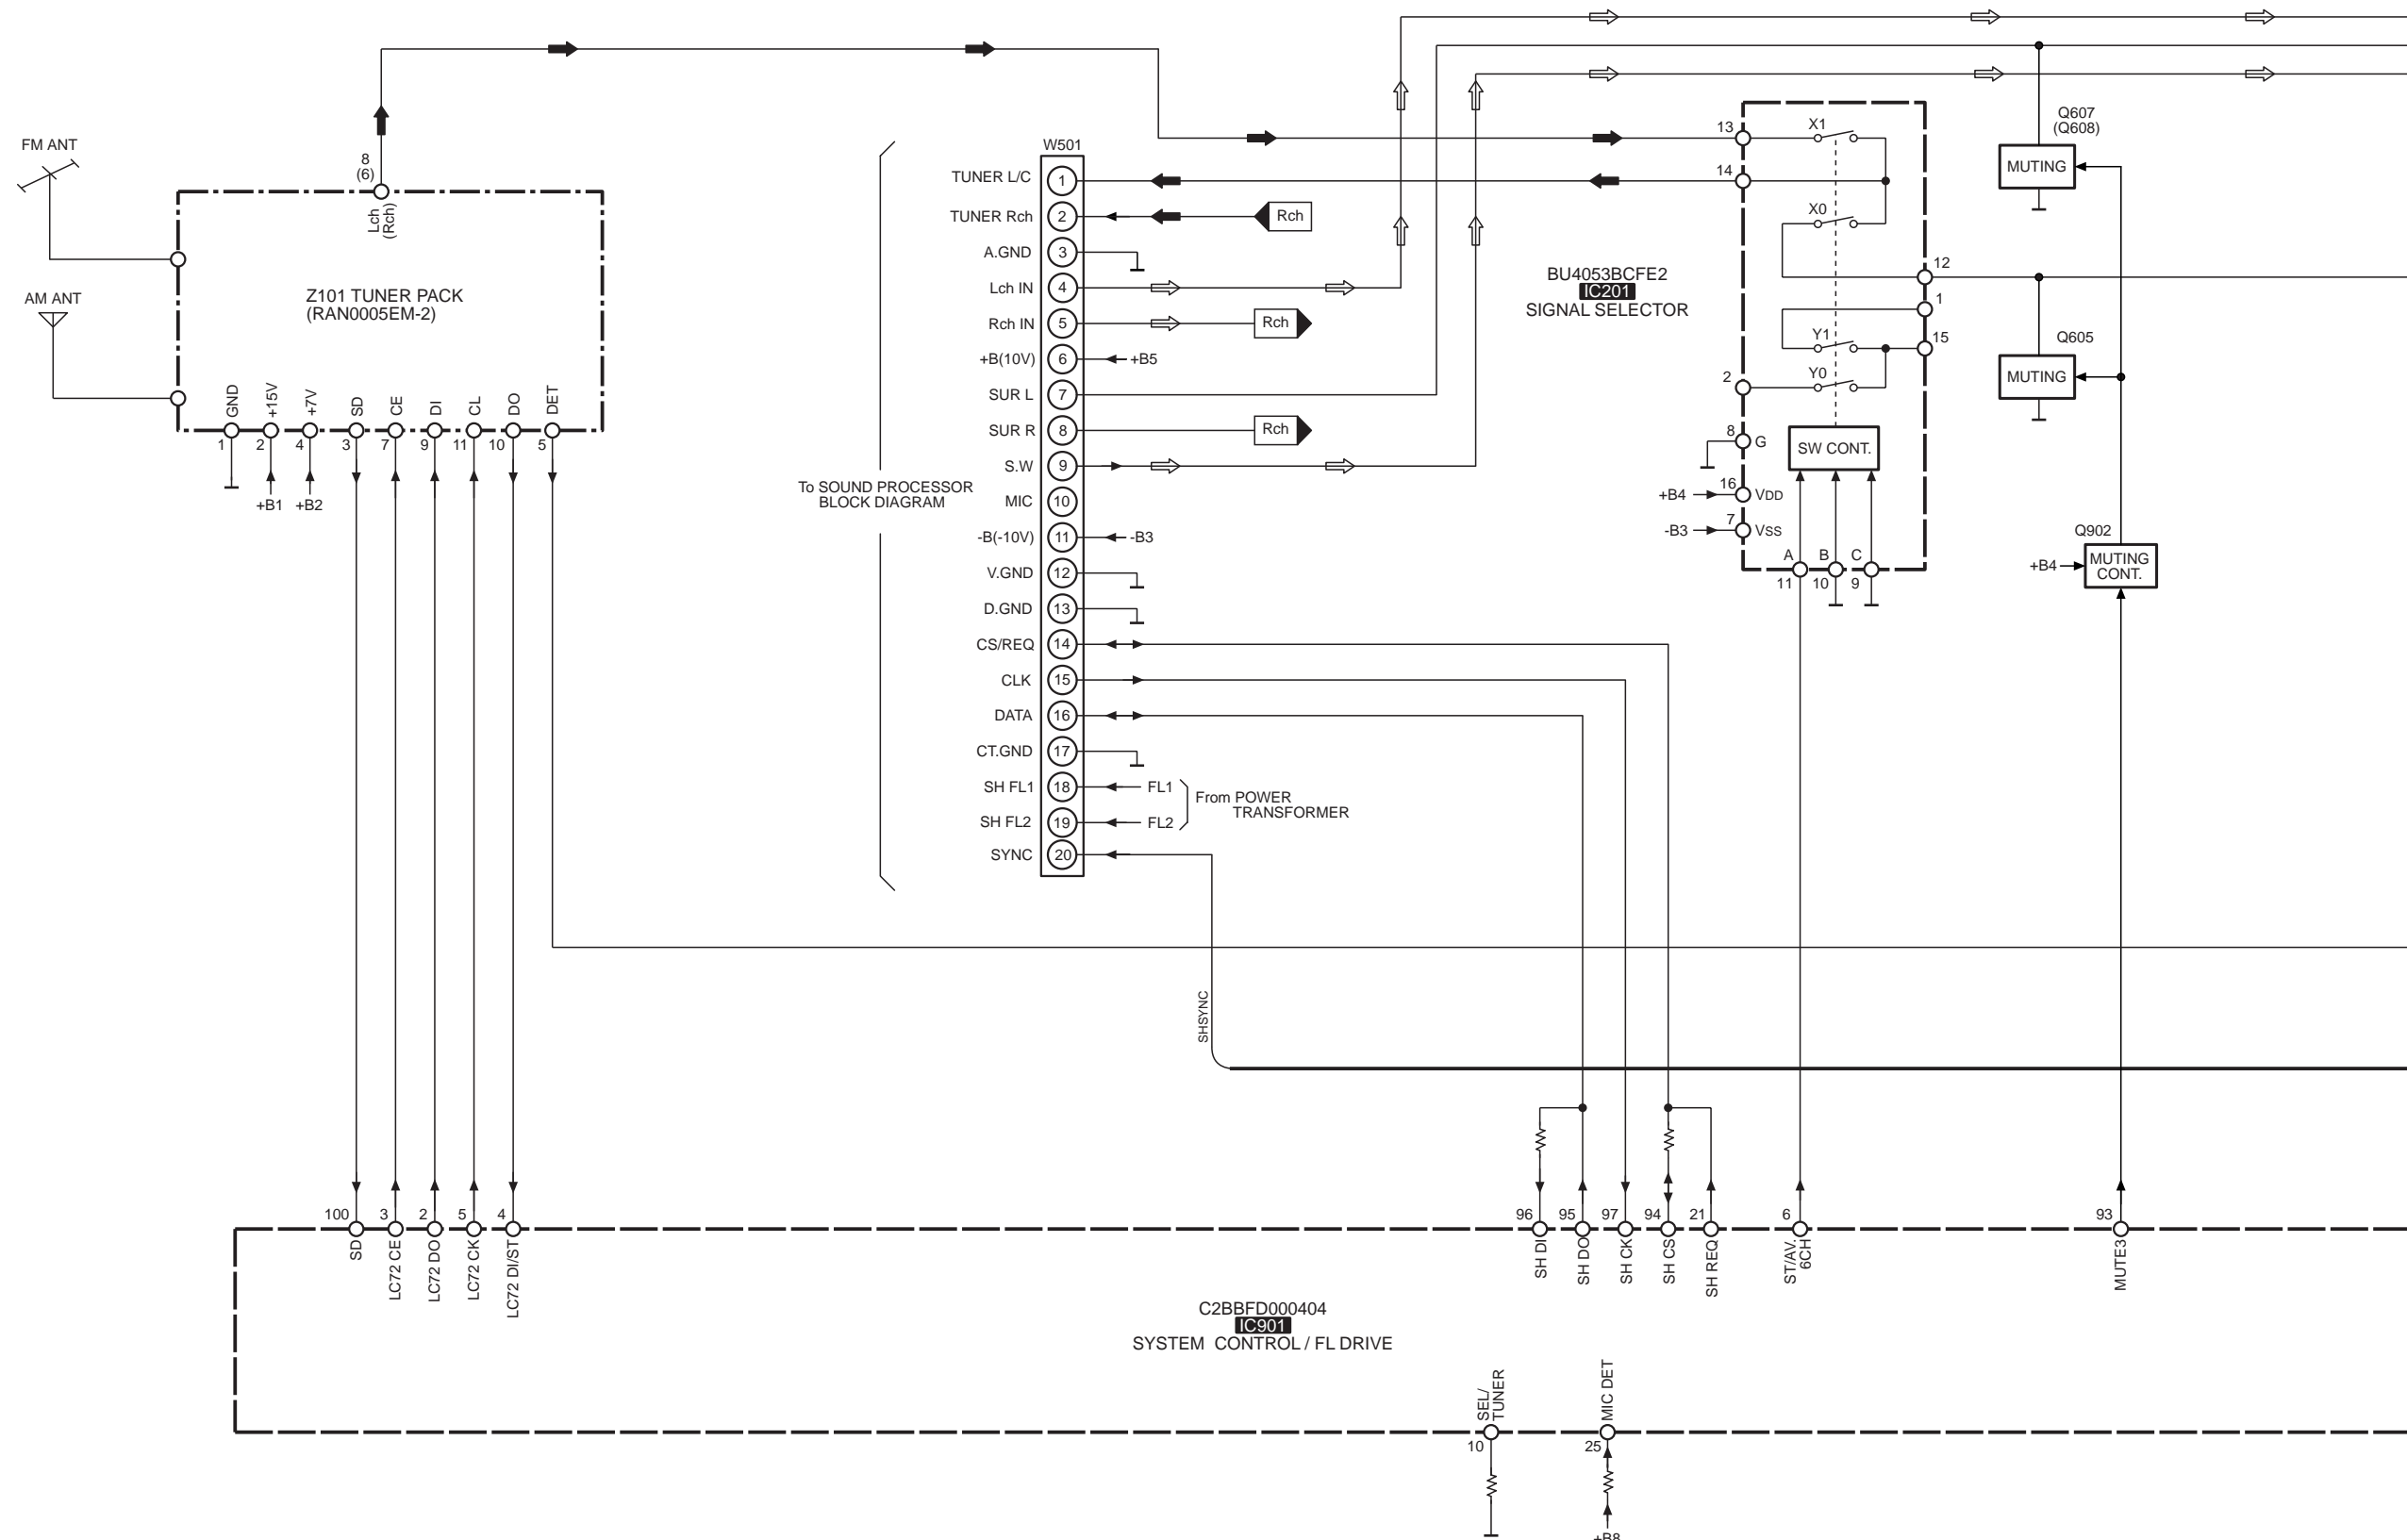 FM ANT
AM ANT
8
(6)
Lch
(Rch)
Z101 TUNER PACK
(RAN0005EM-2)
GND
+15V
+7V
SD
CE
DI
CL
DO
DET
1
2
4
3
7
9
11
10
5
+B1
+B2
To SOUND PROCESSOR
BLOCK DIAGRAM
W501
TUNER L/C 1
TUNER Rch 2 Rch
A.GND 3
Lch IN 4
Rch IN 5 Rch
+B(10V) 6 +B5
SUR L 7
SUR R 8 Rch
S.W 9
MIC 10
-B(-10V) 11 -B3
V.GND 12
D.GND 13
CS/REQ 14
CLK 15
DATA 16
CT.GND 17
SH FL1 18 FL1
SH FL2 19 FL2
SYNC 20
From POWER
TRANSFORMER
SHSYNC
BU4053BCFE2
IC201
SIGNAL SELECTOR
13
14
X1
X0
12
1
15
Y1
Y0
2
8
G
SW CONT.
+B4
16
VDD
-B3
7
VSS
A
B
C
11
10
9
Q607
(Q608)
MUTING
Q605
MUTING
Q902
+B4
MUTING
CONT.
100
3
2
5
4
SD
LC72 CE
LC72 DO
LC72 CK
LC72 DI/ST
96
95
97
94
21
6
93
SH DI
SH DO
SH CK
SH CS
SH REQ
ST/AV.
6CH
MUTE3
C2BBFD000404
IC901
SYSTEM CONTROL / FL DRIVE
SEL/
TUNER
MIC DET
10
25
+B8